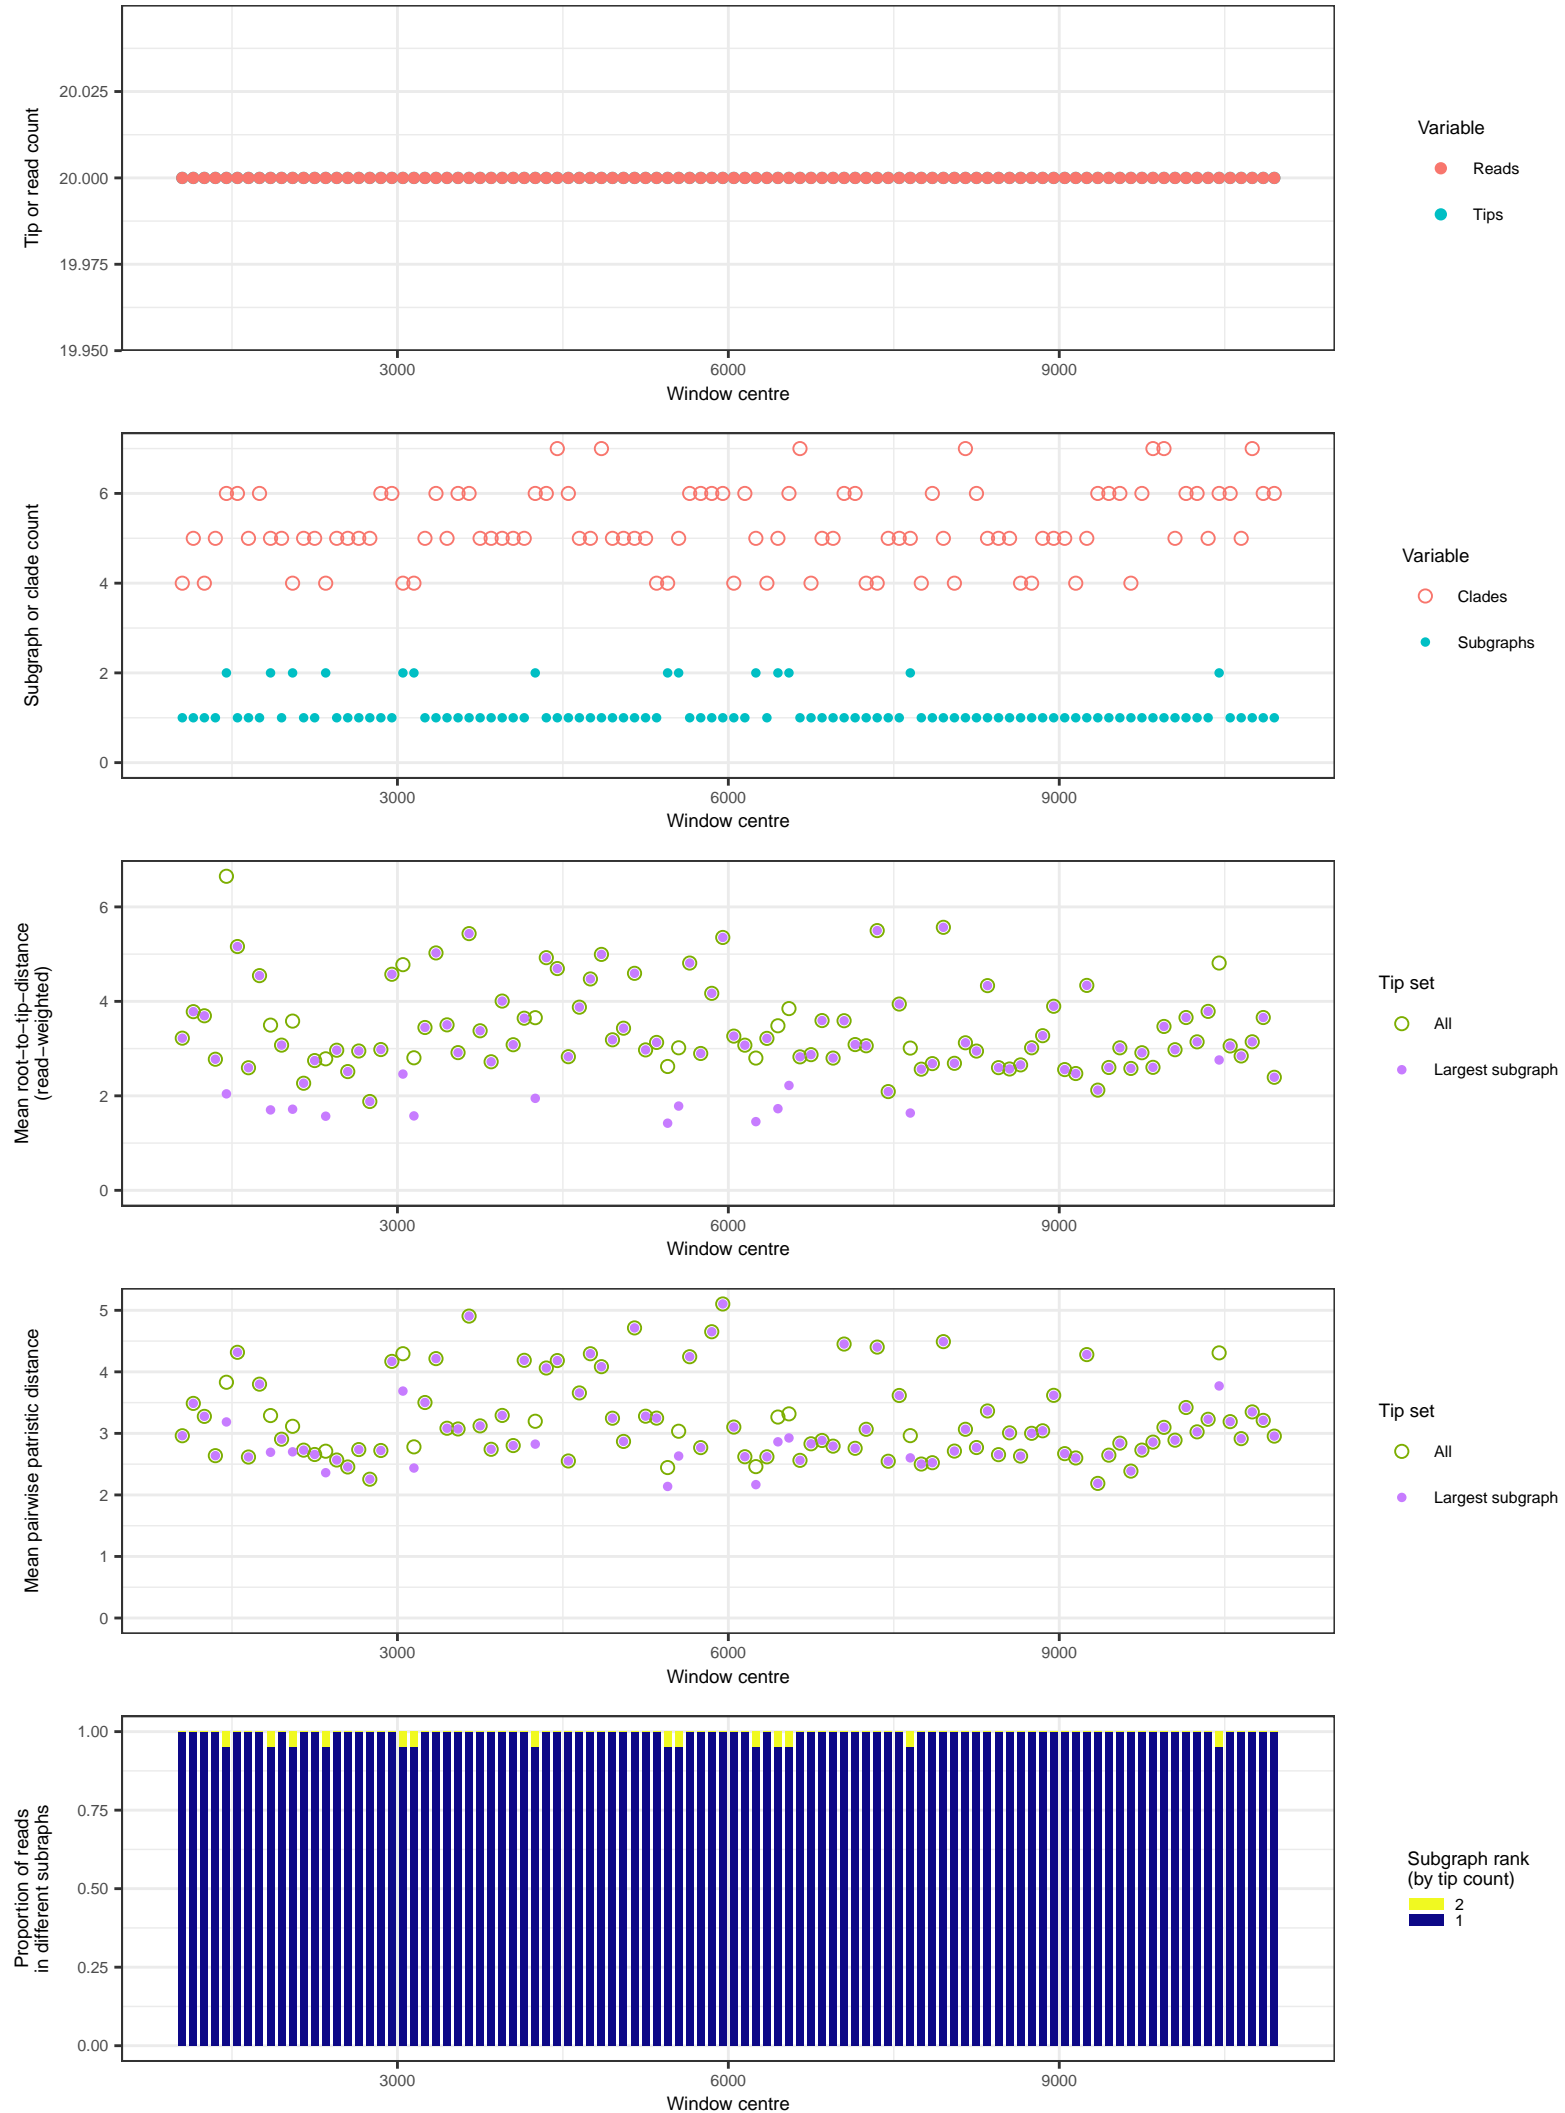 20.025
20.000
19.975
19.950
Tip or read count
3000
6000
9000
Window centre
Variable
Reads
Tips
6
4
2
0
Subgraph or clade count
3000
6000
9000
Window centre
Variable
Clades
Subgraphs
6
4
2
0
Mean root−to−tip−distance
(read−weighted)
3000
6000
9000
Window centre
Tip set
All
Largest subgraph
5
4
3
2
1
0
Mean pairwise patristic distance
3000
6000
9000
Window centre
Tip set
All
Largest subgraph
1.00
0.75
0.50
0.25
0.00
Proportion of reads
in different subraphs
3000
6000
9000
Window centre
Subgraph rank
(by tip count)
2
1